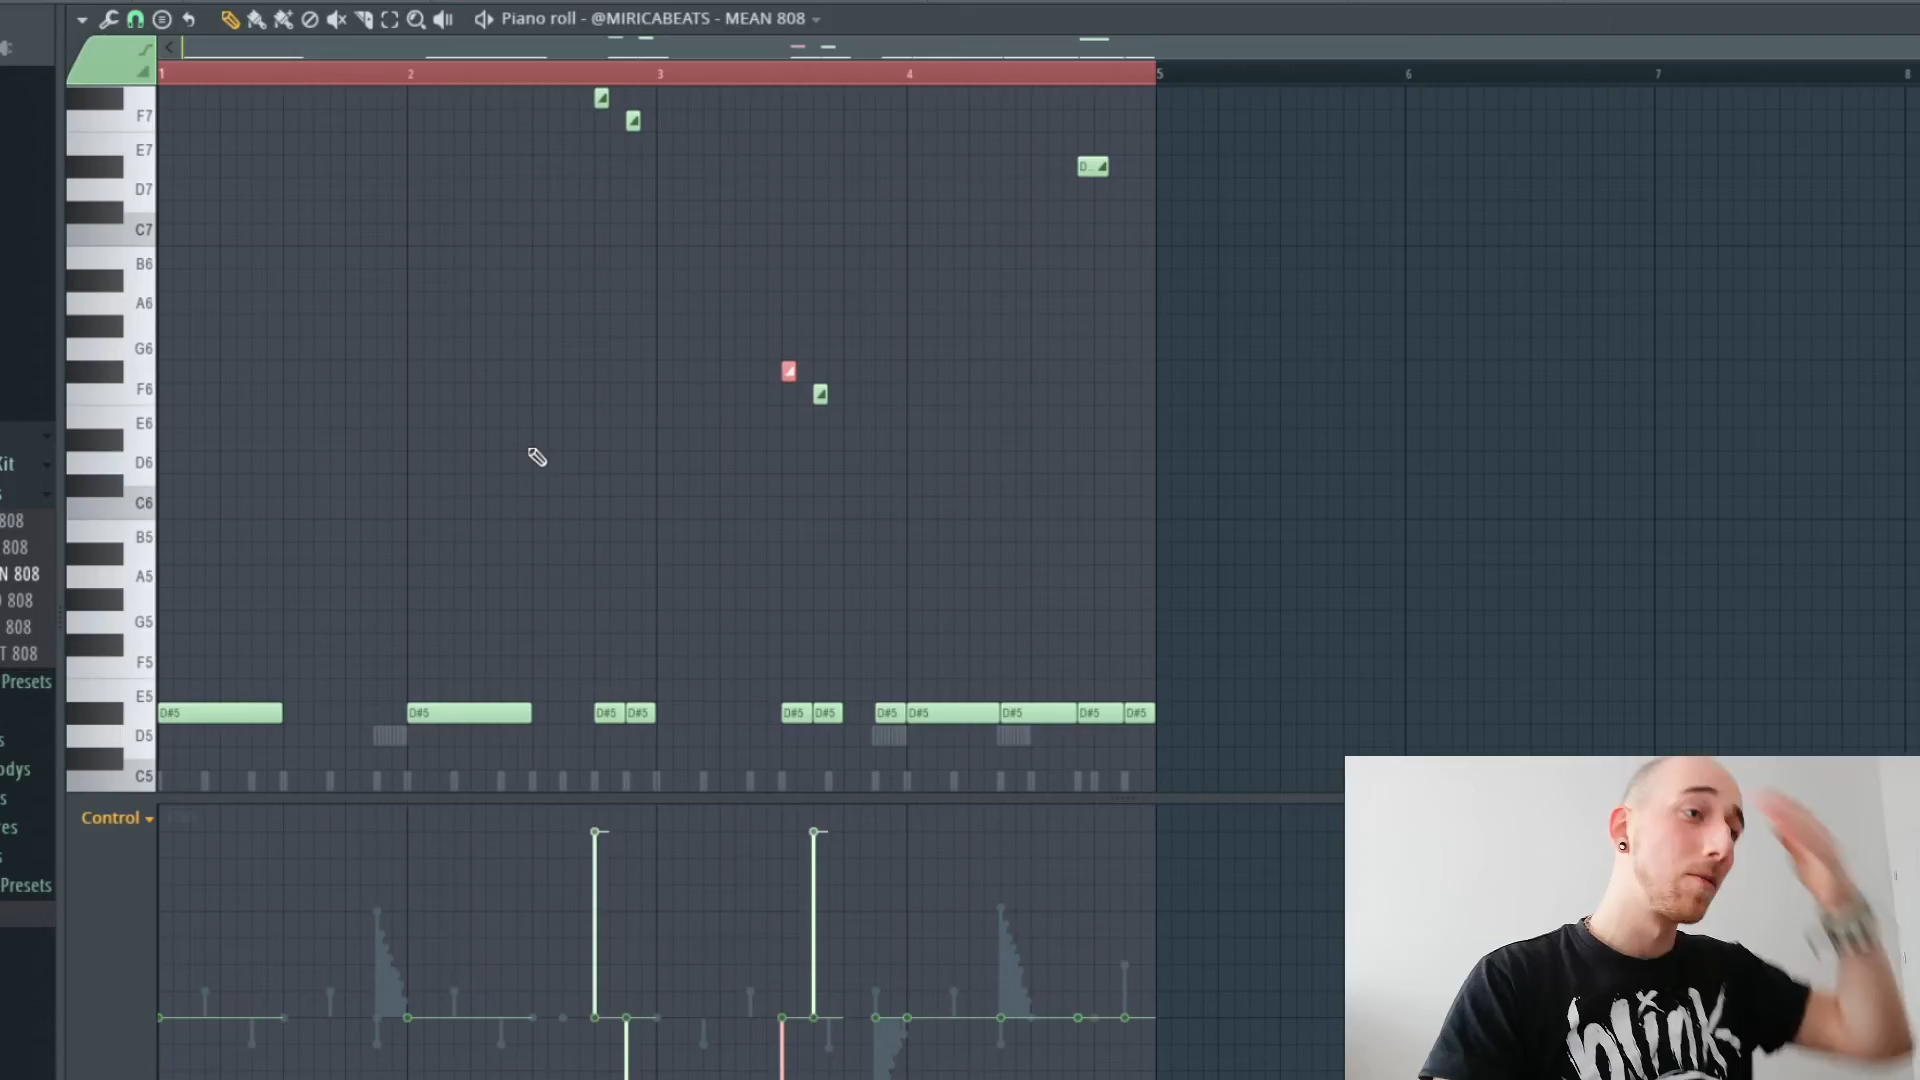 Piano roll - @MIRICABEATS - MEAN 808
1 2 3 4 5 6 7 8
F7
E7
D7
D..
C7
B6
A6
G6
F6
E6
D6
C6
B5
A5
G5
F5
E5
D#5 D#5 D#5 D#5 D#5 D#5 D#5 D#5 D#5 D#5 D#5
D5
C5
Control
Kit
s
808
808
N 808
808
808
T 808
Presets
s
odys
s
res
s
Presets
blink